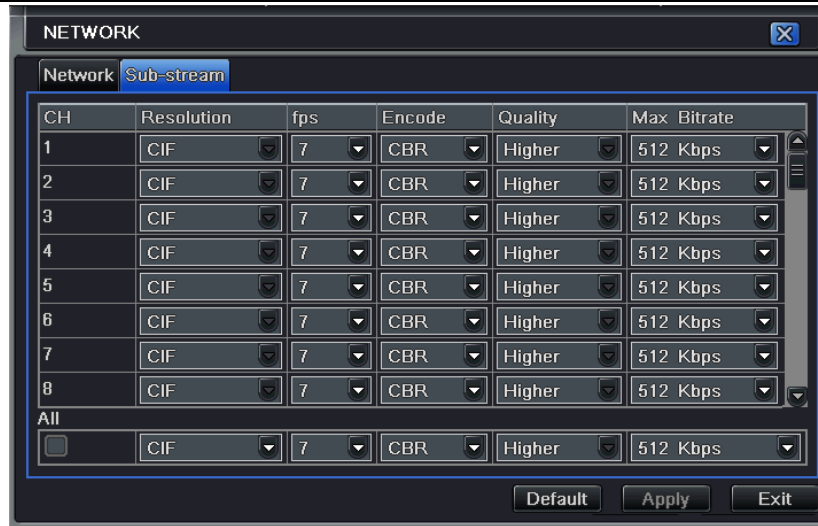 NETWORK
Network Sub-stream
CH Resolution fps Encode Quality Max Bitrate
1 CIF 7 CBR Higher 512 Kbps
2 CIF 7 CBR Higher 512 Kbps
3 CIF 7 CBR Higher 512 Kbps
4 CIF 7 CBR Higher 512 Kbps
5 CIF 7 CBR Higher 512 Kbps
6 CIF 7 CBR Higher 512 Kbps
7 CIF 7 CBR Higher 512 Kbps
8 CIF 7 CBR Higher 512 Kbps
All
CIF 7 CBR Higher 512 Kbps
Default Apply Exit